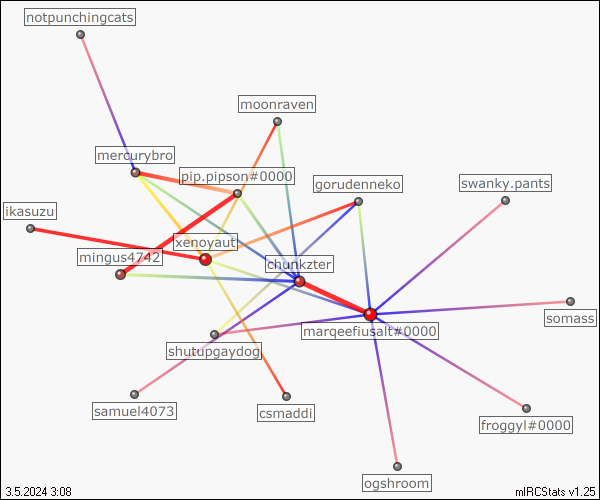 notpunchingcats
moonraven
mercurybro
pip.pipson#0000
gorudenneko
swanky.pants
ikasuzu
xenoyaut
mingus4742
chunkzter
somass
marqeefiusalt#0000
shutupgaydog
samuel4073
csmaddi
froggyl#0000
ogshroom
3.5.2024 3:08
mIRCStats v1.25